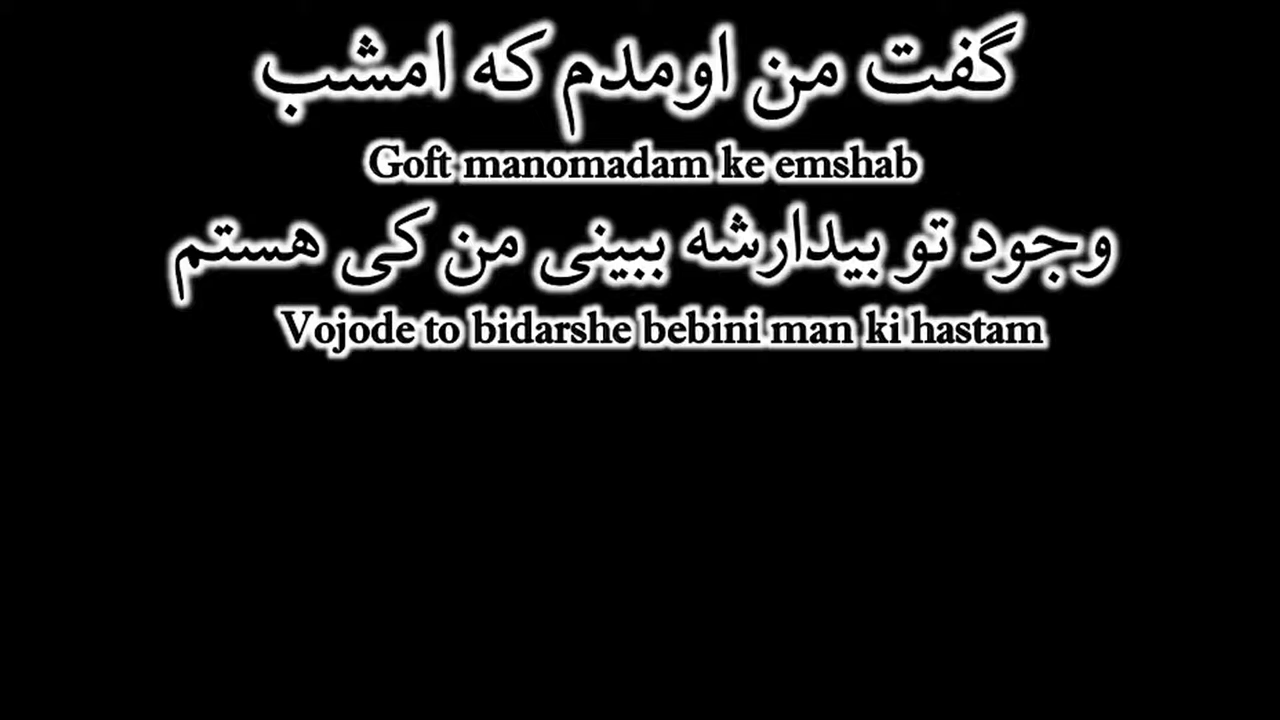 گفت من اومدم که امشب
Goft manomadam ke emshab
وجود تو بیدارشه ببینی من کی هستم
Vojode to bidarshe bebini man ki hastam